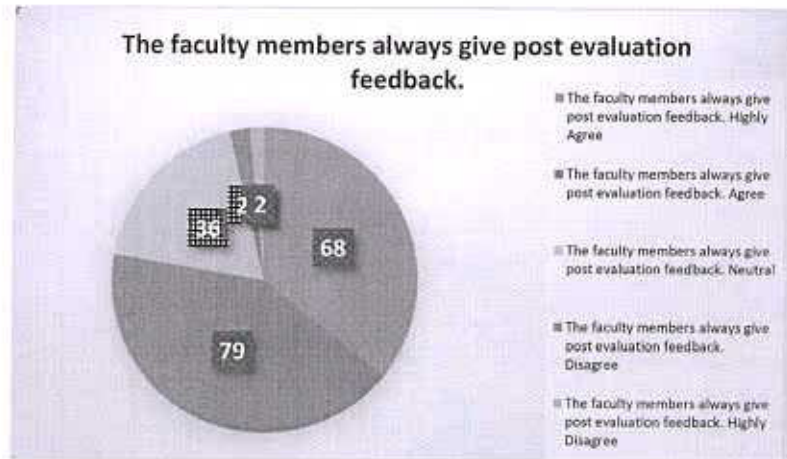 The faculty members always give post evaluation
feedback.
The faculty members always give
post evaluation feedback. Highly
Agree
The faculty members always give
post evaluation feedback. Agree
The faculty members always give
post evaluation feedback. Neutral
The faculty members always give
post evaluation feedback.
Disagree
The faculty members always give
post evaluation feedback. Highly
Disagree
68
79
36
2
2